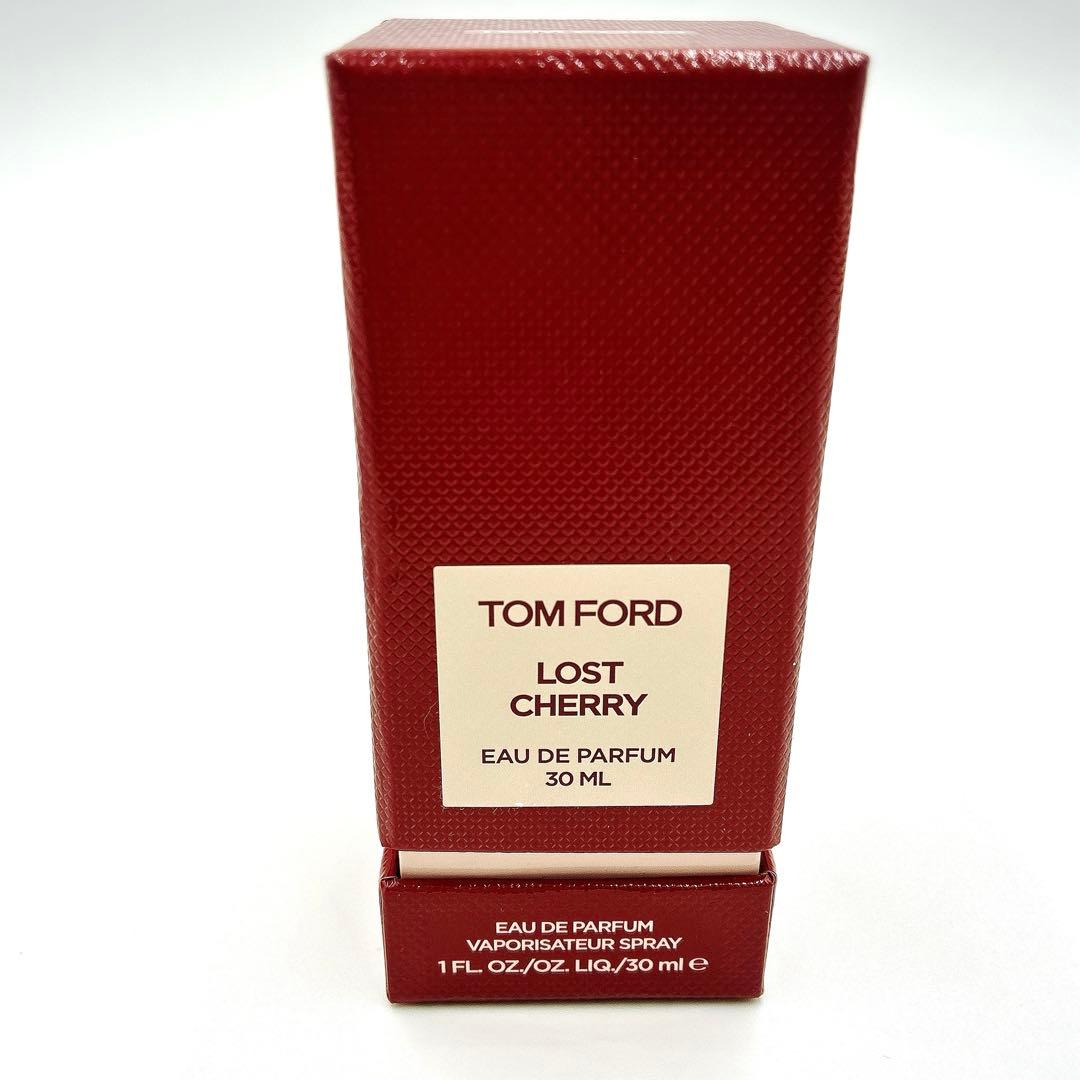 TOM FORD
LOST
CHERRY
EAU DE PARFUM
30 ML
EAU DE PARFUM
VAPORISATEUR SPRAY
1 FL. OZ./OZ. LIQ./30 ml ℮